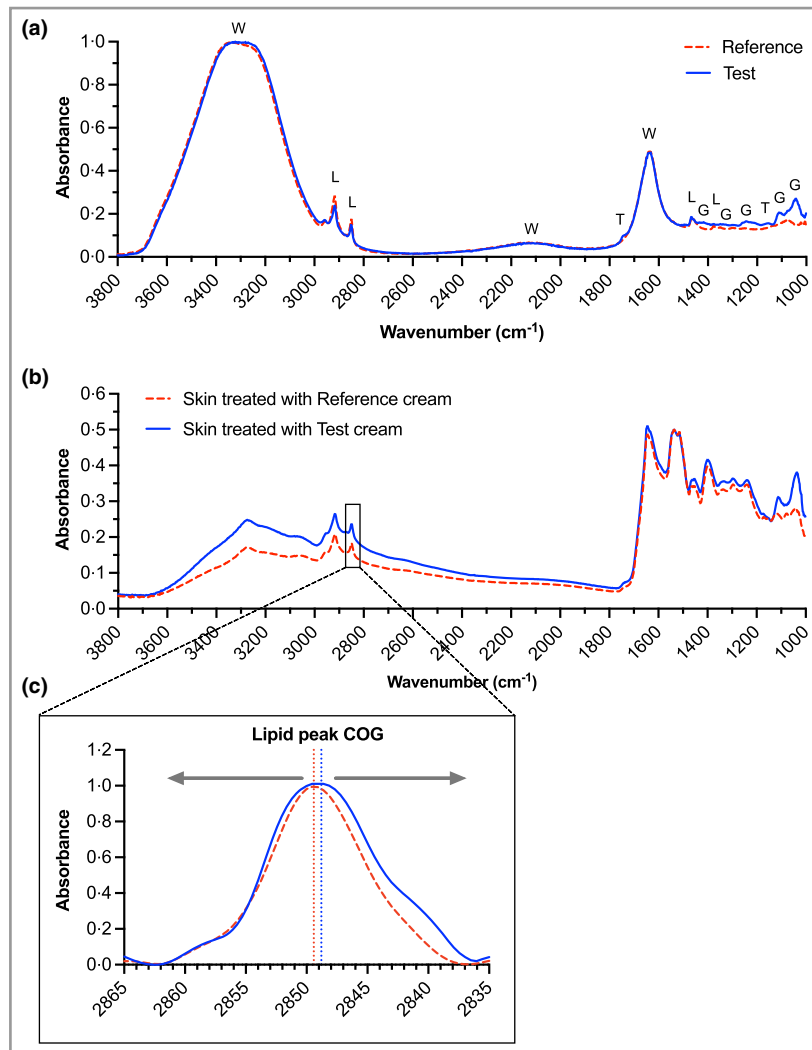 (a)
W
Reference
Test
1·0
0·8
0·6
0·4
0·2
0·0
Absorbance
L
L
W
T
W
L
G
L
G
G
T
G
G
3800
3600
3400
3200
3000
2800
2600
2400
2200
2000
1800
1600
1400
1200
1000
Wavenumber (cm⁻¹)
(b)
Skin treated with Reference cream
Skin treated with Test cream
0·6
0·5
0·4
0·3
0·2
0·1
0·0
Absorbance
3800
3600
3400
3200
3000
2800
2600
2400
2200
2000
1800
1600
1400
1200
1000
Wavenumber (cm⁻¹)
(c)
Lipid peak COG
1·2
1·0
0·8
0·6
0·4
0·2
0·0
Absorbance
2865
2860
2855
2850
2845
2840
2835